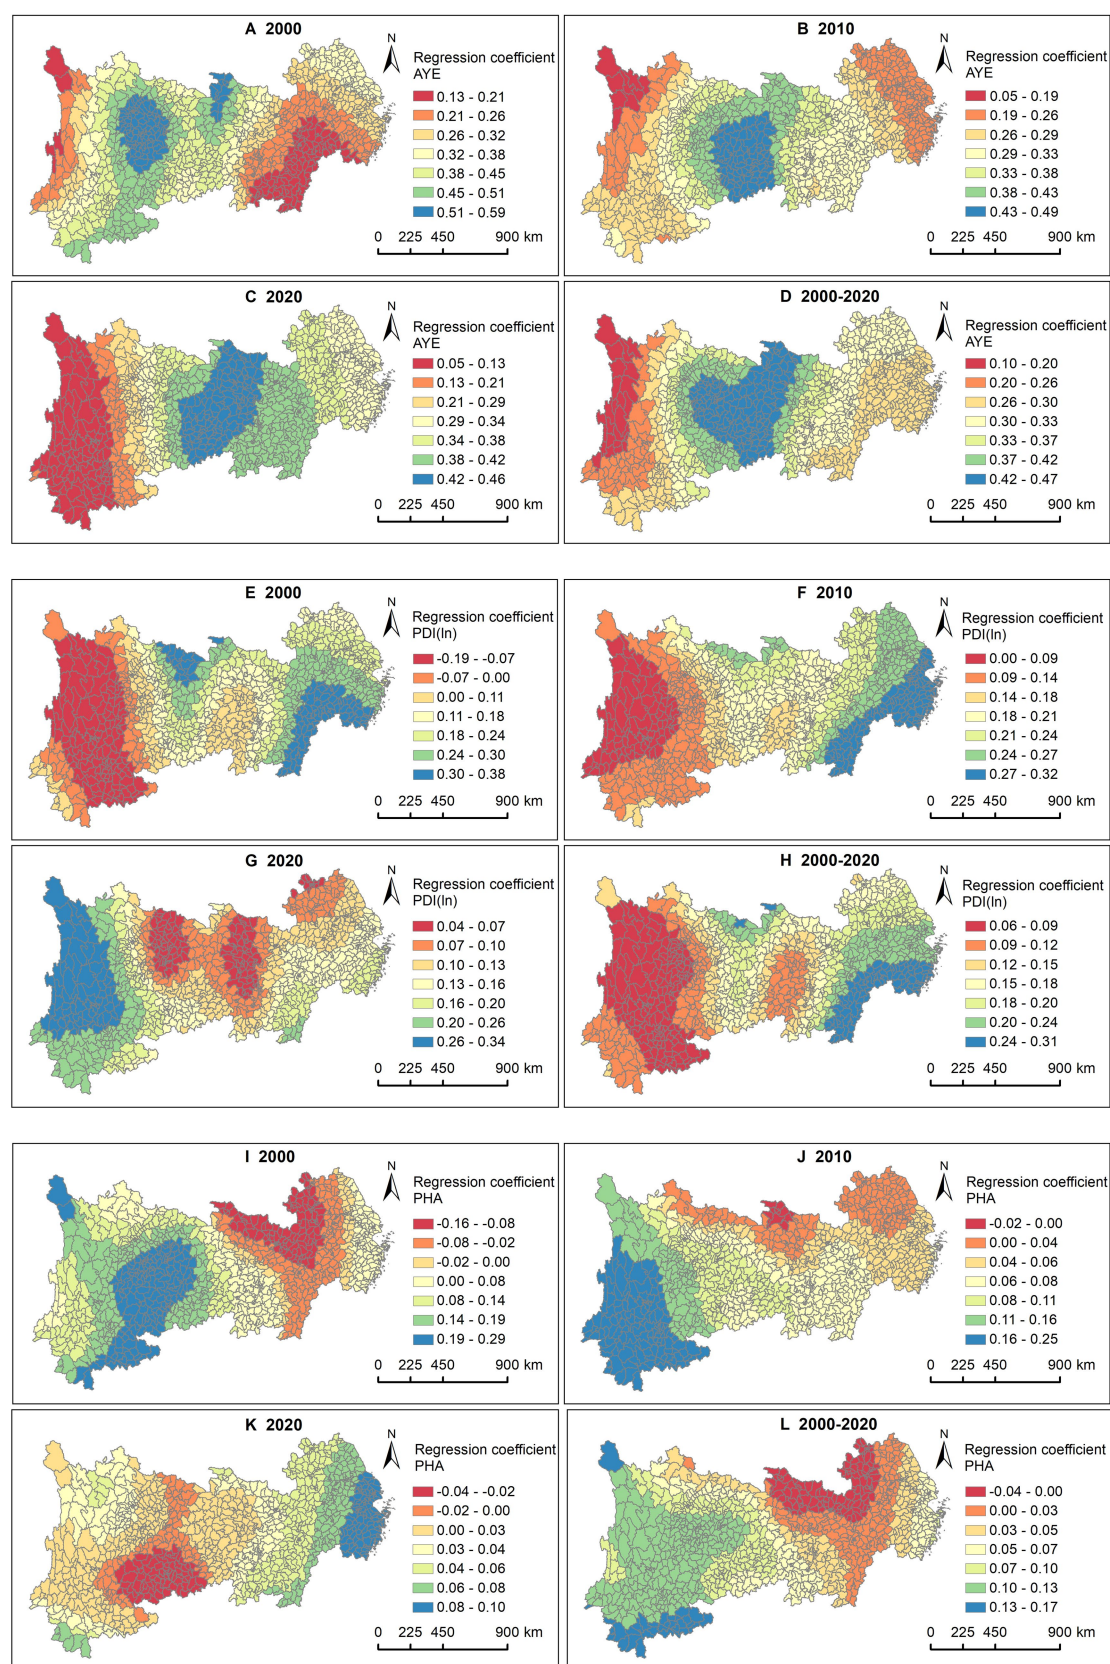 A 2000
N
Regression coefficient
AYE
0.13 - 0.21
0.21 - 0.26
0.26 - 0.32
0.32 - 0.38
0.38 - 0.45
0.45 - 0.51
0.51 - 0.59
0 225 450 900 km
B 2010
N
Regression coefficient
AYE
0.05 - 0.19
0.19 - 0.26
0.26 - 0.29
0.29 - 0.33
0.33 - 0.38
0.38 - 0.43
0.43 - 0.49
0 225 450 900 km
C 2020
N
Regression coefficient
AYE
0.05 - 0.13
0.13 - 0.21
0.21 - 0.29
0.29 - 0.34
0.34 - 0.38
0.38 - 0.42
0.42 - 0.46
0 225 450 900 km
D 2000-2020
N
Regression coefficient
AYE
0.10 - 0.20
0.20 - 0.26
0.26 - 0.30
0.30 - 0.33
0.33 - 0.37
0.37 - 0.42
0.42 - 0.47
0 225 450 900 km
E 2000
N
Regression coefficient
PDI(ln)
-0.19 - -0.07
-0.07 - 0.00
0.00 - 0.11
0.11 - 0.18
0.18 - 0.24
0.24 - 0.30
0.30 - 0.38
0 225 450 900 km
F 2010
N
Regression coefficient
PDI(ln)
0.00 - 0.09
0.09 - 0.14
0.14 - 0.18
0.18 - 0.21
0.21 - 0.24
0.24 - 0.27
0.27 - 0.32
0 225 450 900 km
G 2020
N
Regression coefficient
PDI(ln)
0.04 - 0.07
0.07 - 0.10
0.10 - 0.13
0.13 - 0.16
0.16 - 0.20
0.20 - 0.26
0.26 - 0.34
0 225 450 900 km
H 2000-2020
N
Regression coefficient
PDI(ln)
0.06 - 0.09
0.09 - 0.12
0.12 - 0.15
0.15 - 0.18
0.18 - 0.20
0.20 - 0.24
0.24 - 0.31
0 225 450 900 km
I 2000
N
Regression coefficient
PHA
-0.16 - -0.08
-0.08 - -0.02
-0.02 - 0.00
0.00 - 0.08
0.08 - 0.14
0.14 - 0.19
0.19 - 0.29
0 225 450 900 km
J 2010
N
Regression coefficient
PHA
-0.02 - 0.00
0.00 - 0.04
0.04 - 0.06
0.06 - 0.08
0.08 - 0.11
0.11 - 0.16
0.16 - 0.25
0 225 450 900 km
K 2020
N
Regression coefficient
PHA
-0.04 - -0.02
-0.02 - 0.00
0.00 - 0.03
0.03 - 0.04
0.04 - 0.06
0.06 - 0.08
0.08 - 0.10
0 225 450 900 km
L 2000-2020
N
Regression coefficient
PHA
-0.04 - 0.00
0.00 - 0.03
0.03 - 0.05
0.05 - 0.07
0.07 - 0.10
0.10 - 0.13
0.13 - 0.17
0 225 450 900 km